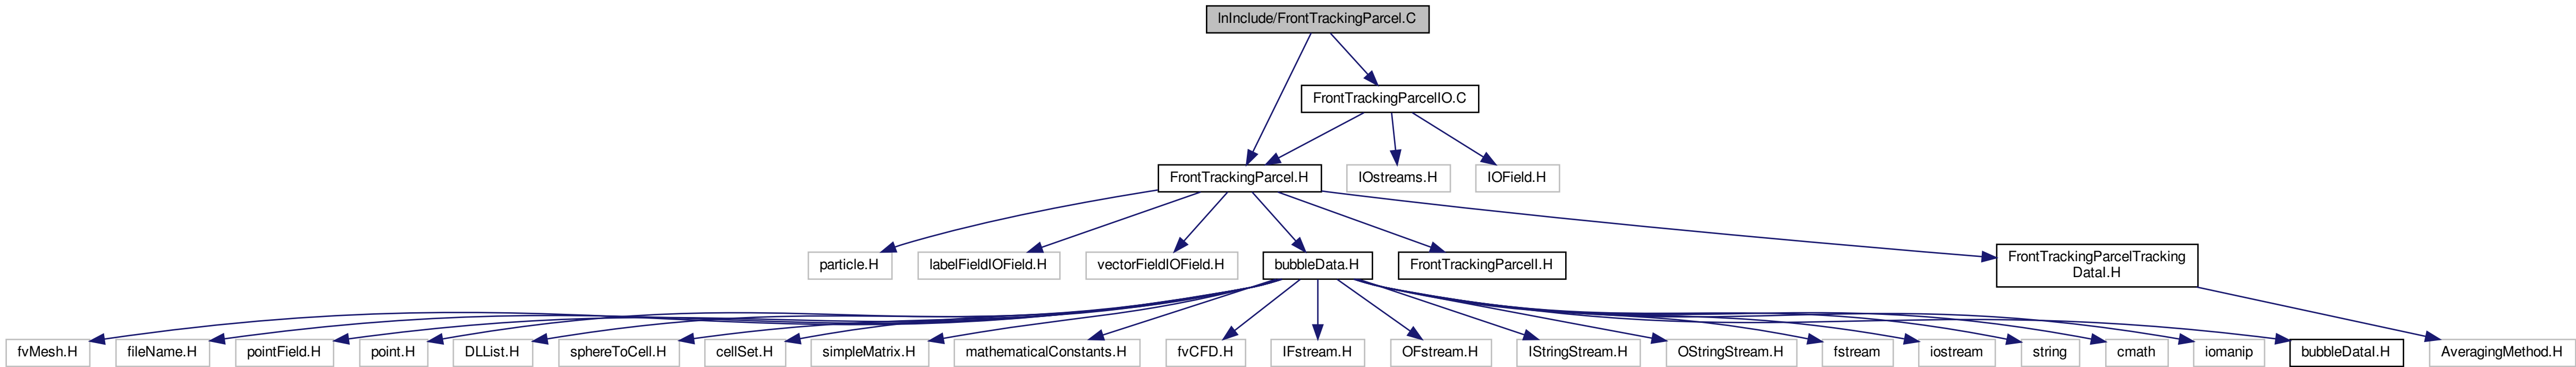 lnInclude/FrontTrackingParcel.C
FrontTrackingParcelIO.C
FrontTrackingParcel.H
IOstreams.H
IOField.H
particle.H
labelFieldIOField.H
vectorFieldIOField.H
bubbleData.H
FrontTrackingParcelI.H
FrontTrackingParcelTracking
DataI.H
fvMesh.H
fileName.H
pointField.H
point.H
DLList.H
sphereToCell.H
cellSet.H
simpleMatrix.H
mathematicalConstants.H
fvCFD.H
IFstream.H
OFstream.H
IStringStream.H
OStringStream.H
fstream
iostream
string
cmath
iomanip
bubbleDataI.H
AveragingMethod.H